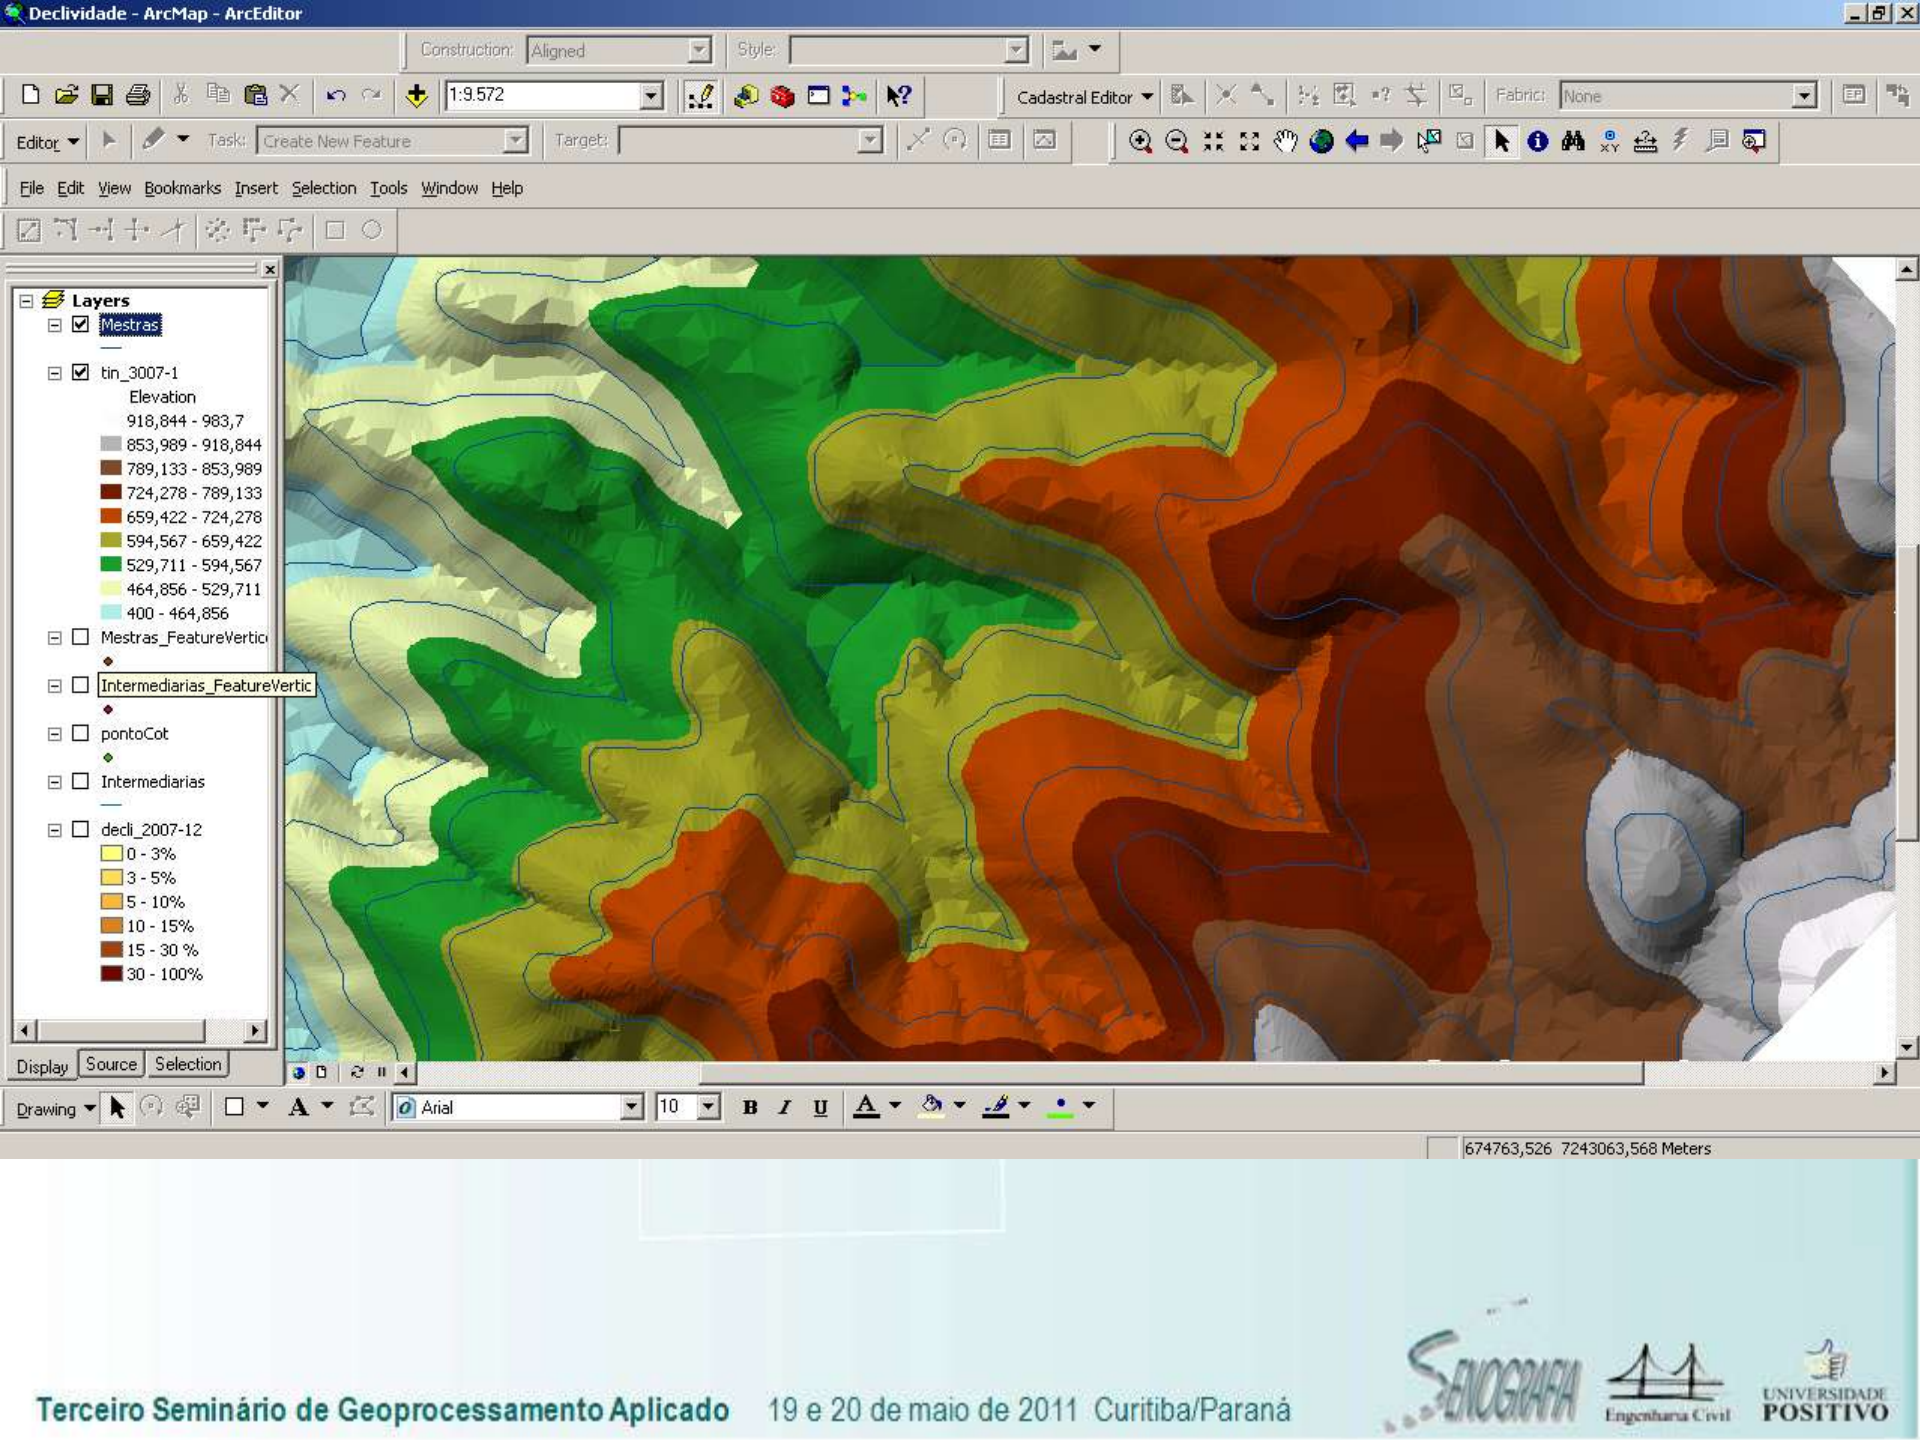 Declividade - ArcMap - ArcEditor
Construction: Aligned Style:
1:9.572 Cadastral Editor Fabric: None
Editor Task: Create New Feature Target:
File Edit View Bookmarks Insert Selection Tools Window Help
Layers
Mestras
tin_3007-1
Elevation
918,844 - 983,7
853,989 - 918,844
789,133 - 853,989
724,278 - 789,133
659,422 - 724,278
594,567 - 659,422
529,711 - 594,567
464,856 - 529,711
400 - 464,856
Mestras_FeatureVertic
Intermediarias_FeatureVertic
pontoCot
Intermediarias
decli_2007-12
0 - 3%
3 - 5%
5 - 10%
10 - 15%
15 - 30 %
30 - 100%
Display Source Selection
Drawing A Arial 10 B I U A
674763,526 7243063,568 Meters
Terceiro Seminário de Geoprocessamento Aplicado 19 e 20 de maio de 2011 Curitiba/Paraná
SENOGRAFIA
Engenharia Civil
UNIVERSIDADE
POSITIVO